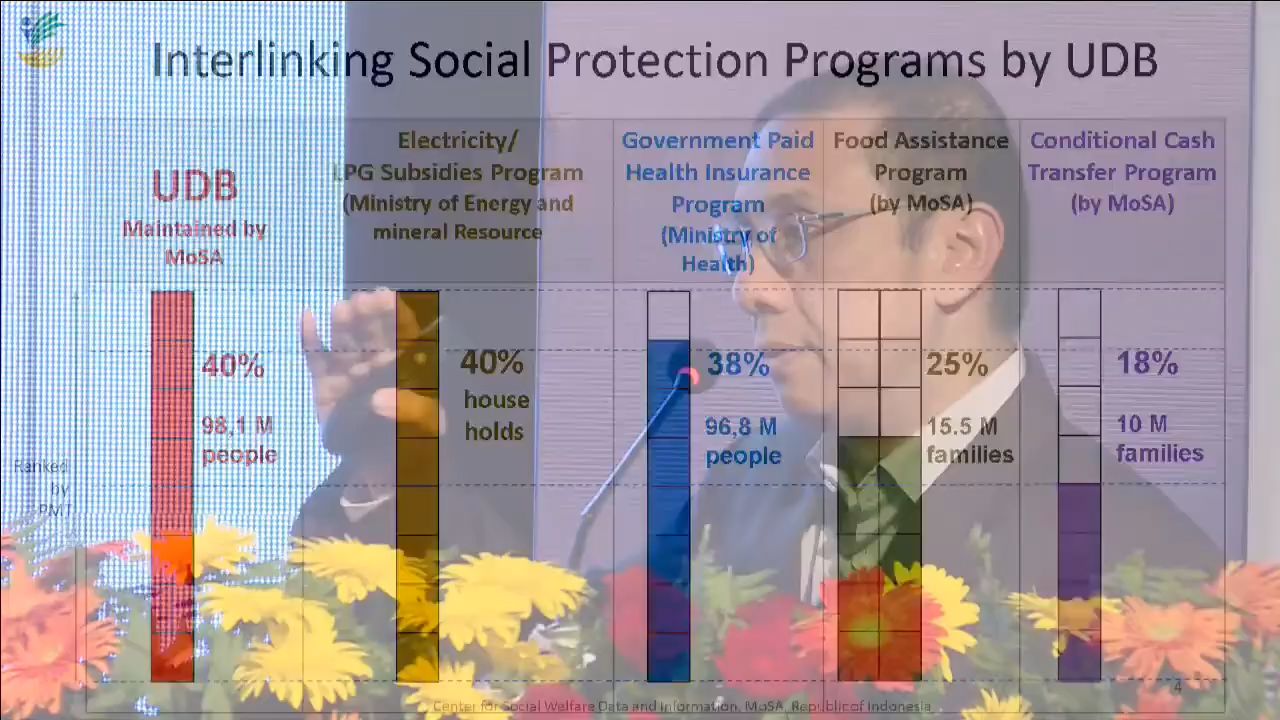 Interlinking Social Protection Programs by UDB
UDB
Maintained by
MoSA
Electricity/
LPG Subsidies Program
(Ministry of Energy and
mineral Resource
Government Paid
Health Insurance
Program
(Ministry of
Health)
Food Assistance
Program
(by MoSA)
Conditional Cash
Transfer Program
(by MoSA)
Ranked
by
PMT
40%
98,1 M
people
40%
house
holds
38%
96,8 M
people
25%
15.5 M
families
18%
10 M
families
4
Center for Social Welfare Data and Information, MoSA, Republic of Indonesia